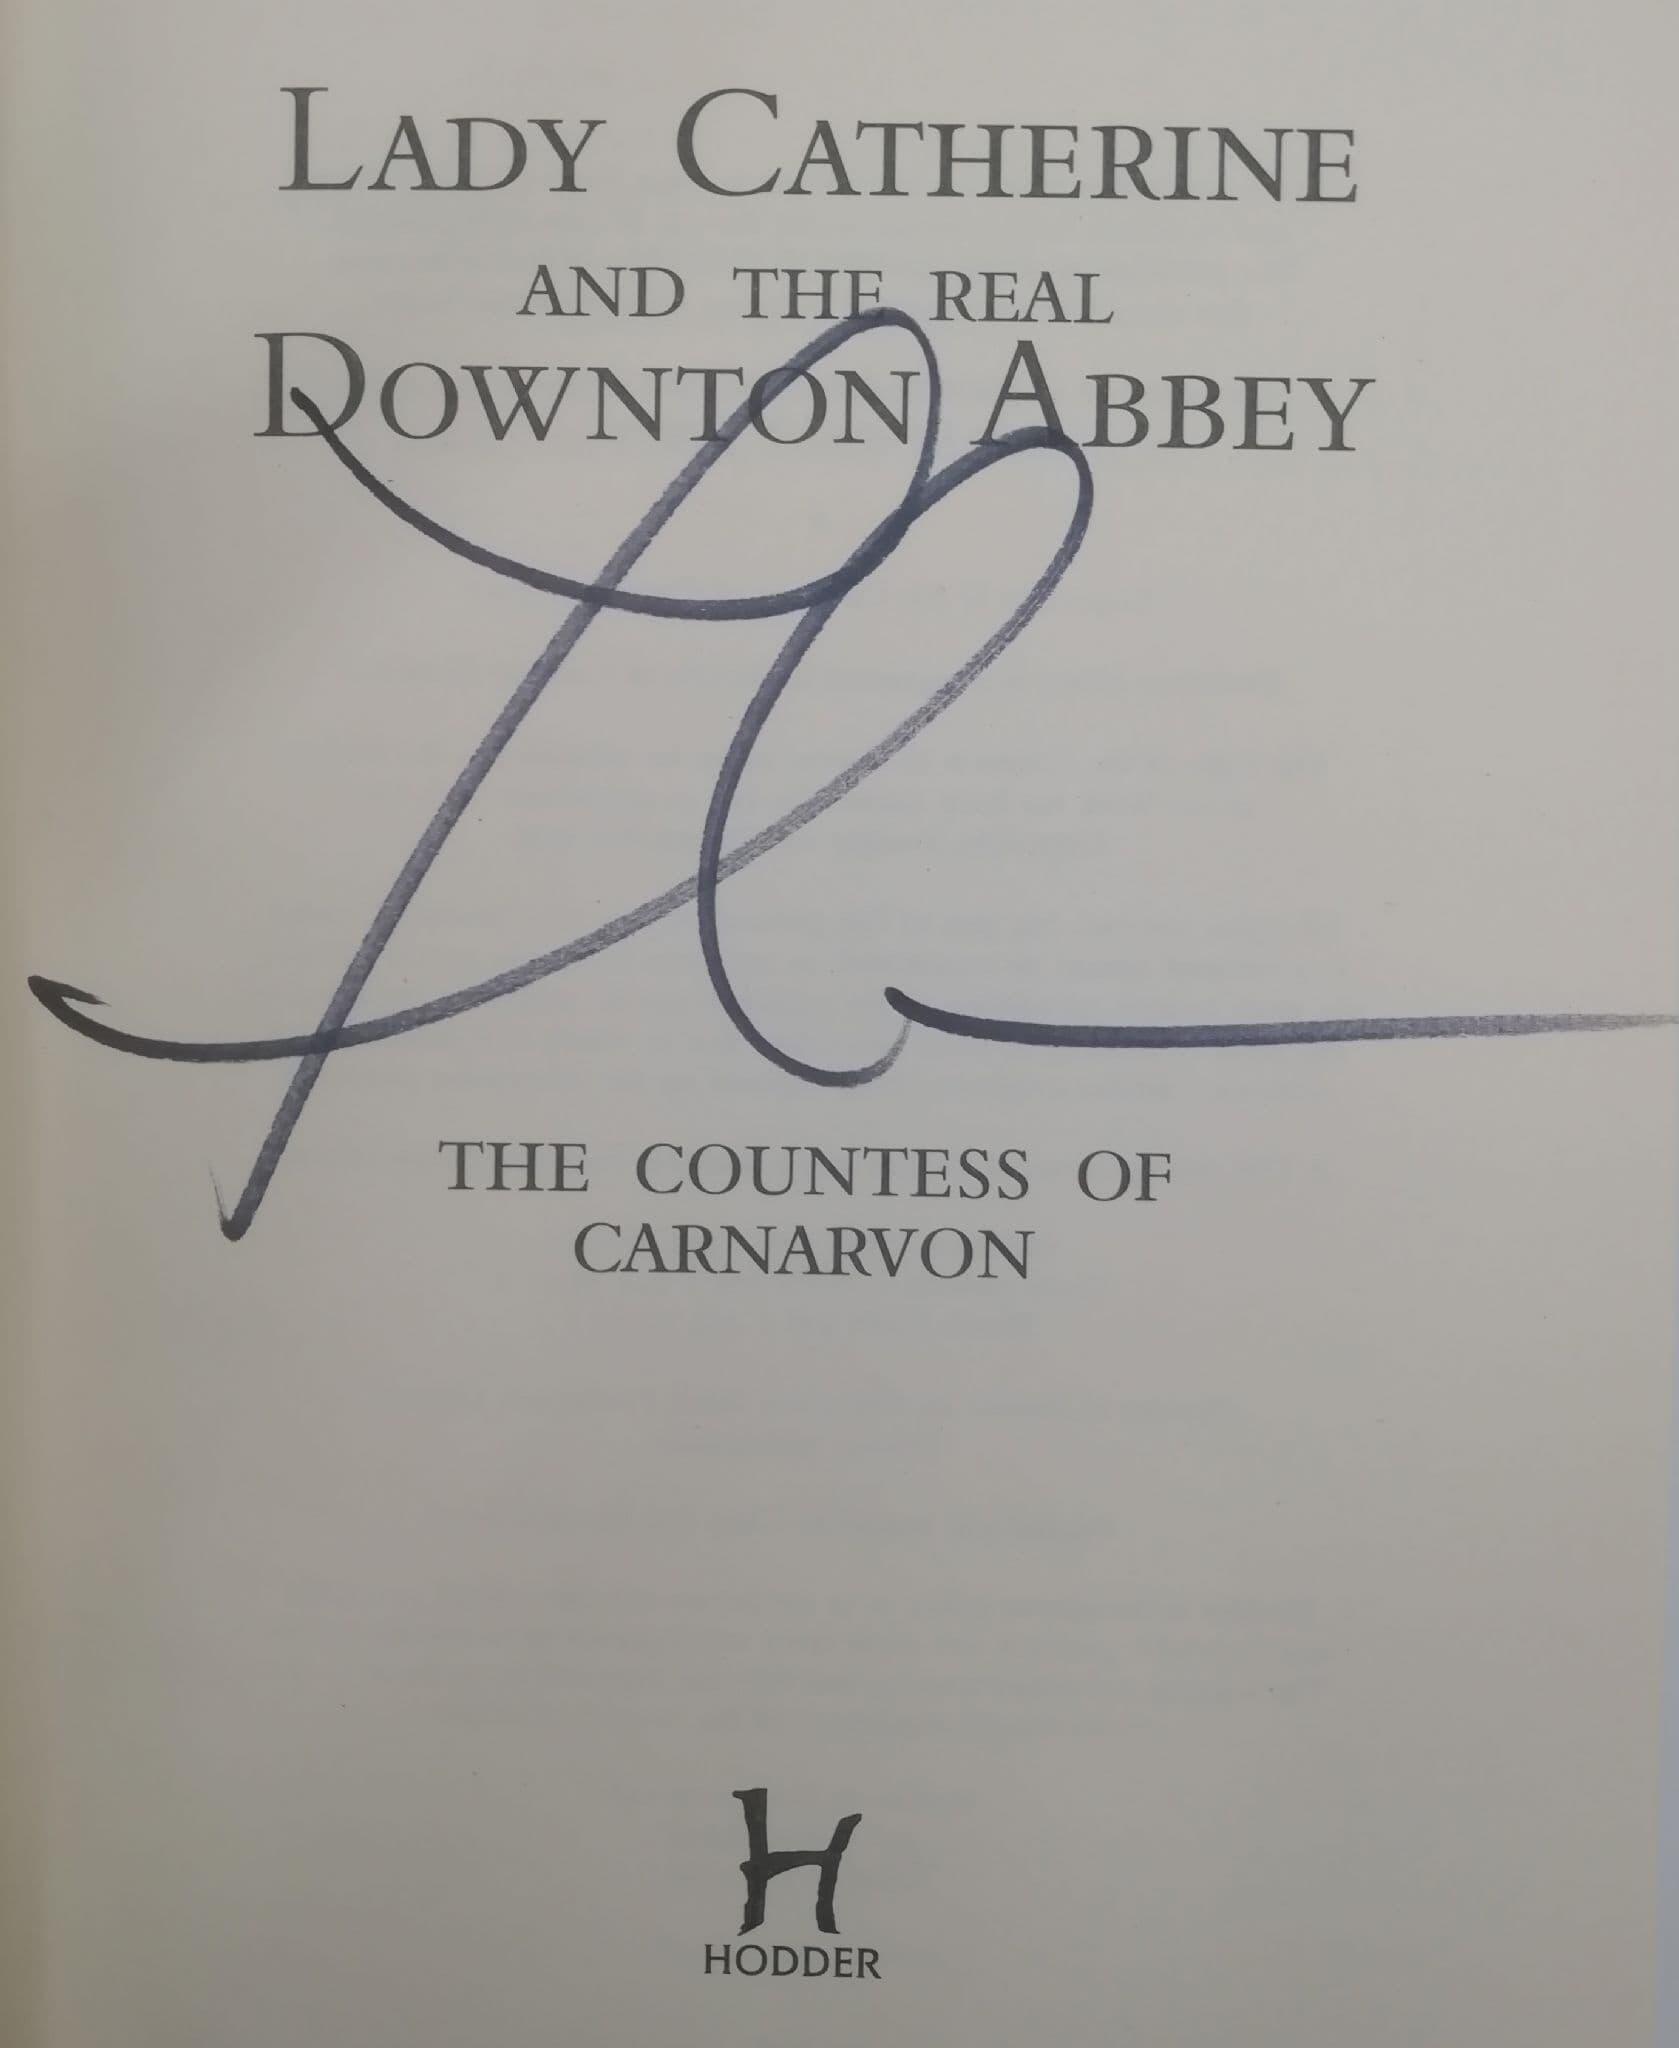 LADY CATHERINE
AND THE REAL
DOWNTON ABBEY
THE COUNTESS OF
CARNARVON
HODDER